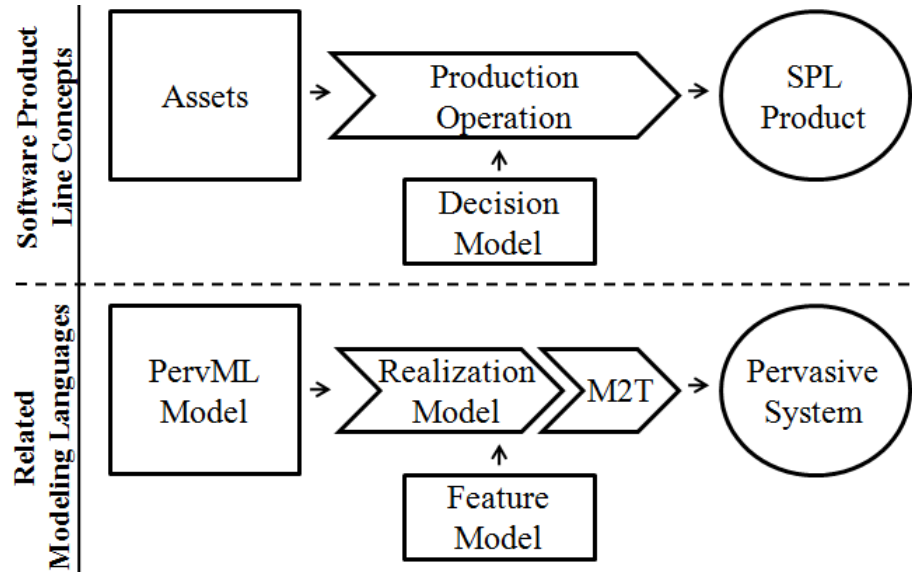 Software Product
Line Concepts
Assets
Production
Operation
SPL
Product
Decision
Model
Related
Modeling Languages
PervML
Model
Realization
Model
M2T
Pervasive
System
Feature
Model